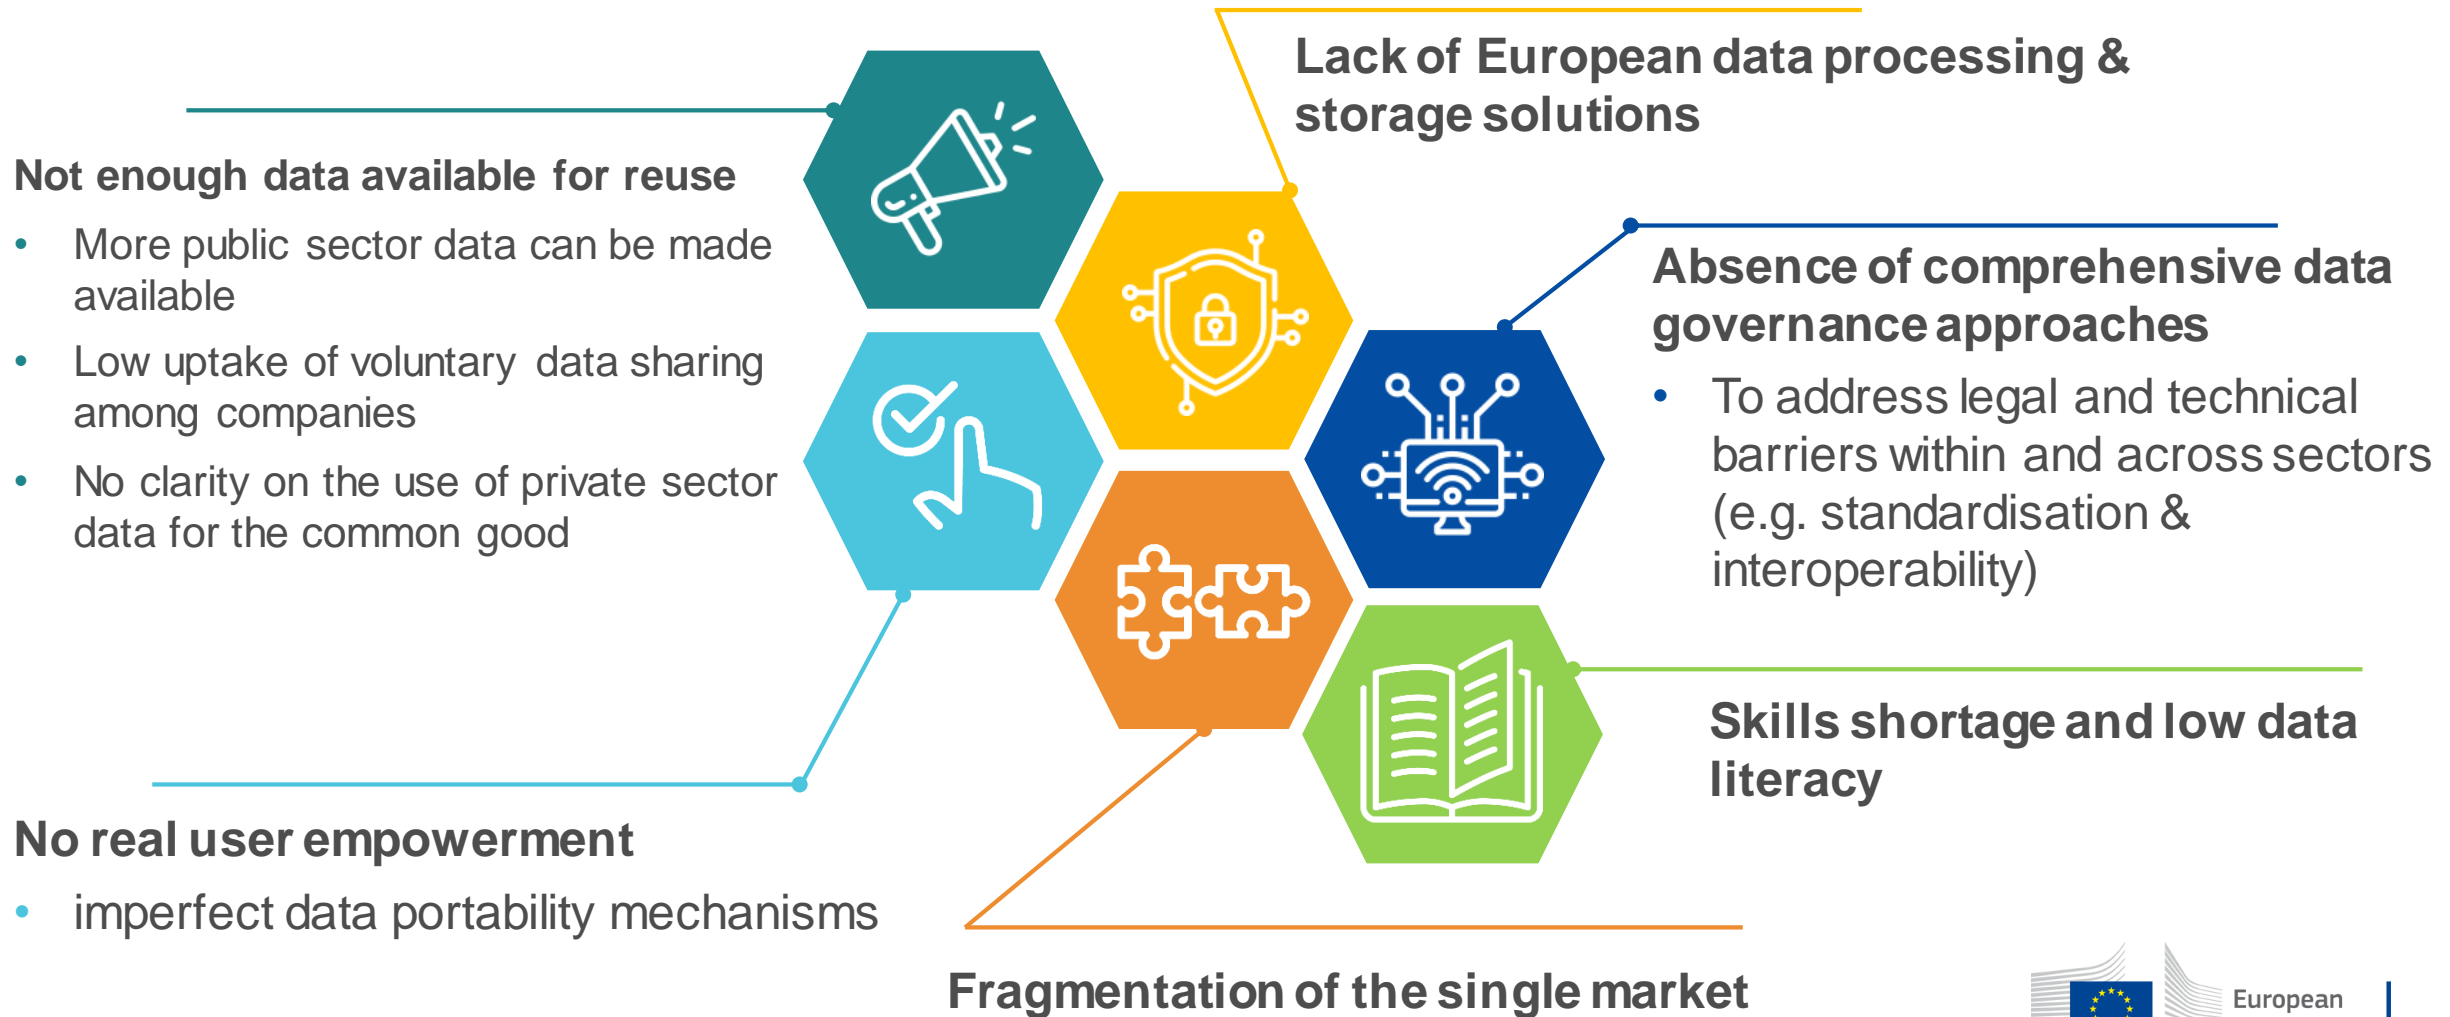 Lack of European data processing &
storage solutions
Not enough data available for reuse
• More public sector data can be made
available
• Low uptake of voluntary data sharing
among companies
• No clarity on the use of private sector
data for the common good
Absence of comprehensive data
governance approaches
• To address legal and technical
barriers within and across sectors
(e.g. standardisation &
interoperability)
Skills shortage and low data
literacy
No real user empowerment
• imperfect data portability mechanisms
Fragmentation of the single market
European